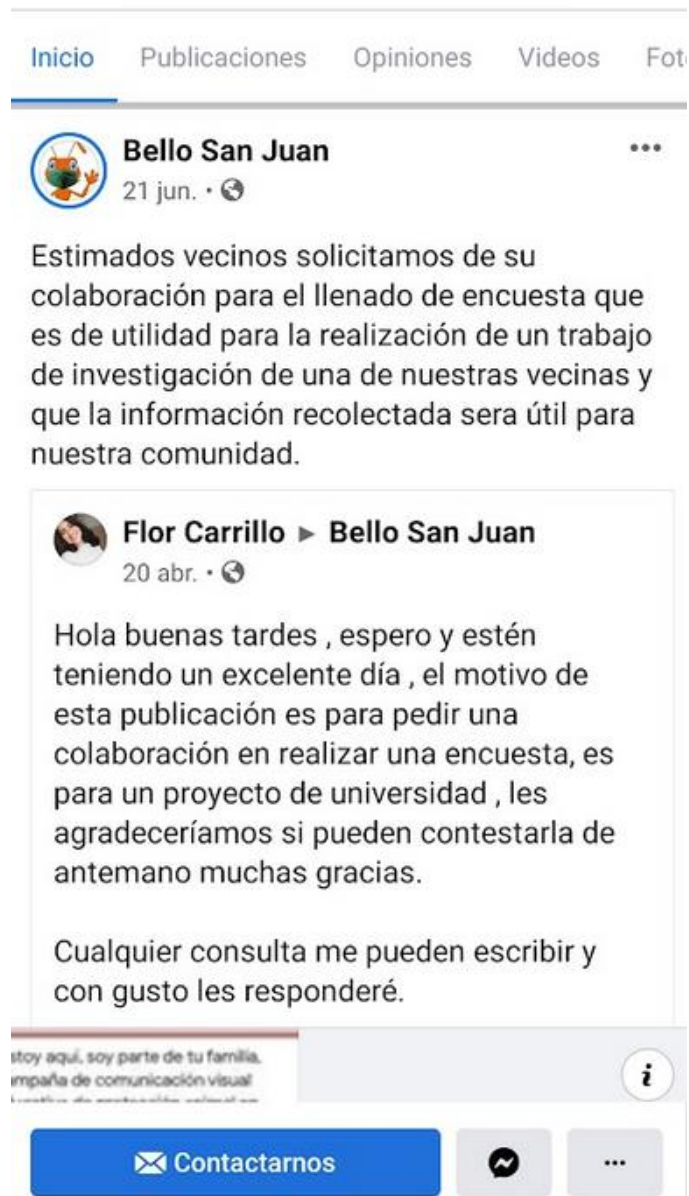 Inicio Publicaciones Opiniones Videos Fot
Bello San Juan
21 jun. •
Estimados vecinos solicitamos de su
colaboración para el llenado de encuesta que
es de utilidad para la realización de un trabajo
de investigación de una de nuestras vecinas y
que la información recolectada sera útil para
nuestra comunidad.
Flor Carrillo ▸ Bello San Juan
20 abr. •
Hola buenas tardes , espero y estén
teniendo un excelente día , el motivo de
esta publicación es para pedir una
colaboración en realizar una encuesta, es
para un proyecto de universidad , les
agradeceríamos si pueden contestarla de
antemano muchas gracias.
Cualquier consulta me pueden escribir y
con gusto les responderé.
stoy aquí, soy parte de tu familia,
mpaña de comunicación visual
i
Contactarnos